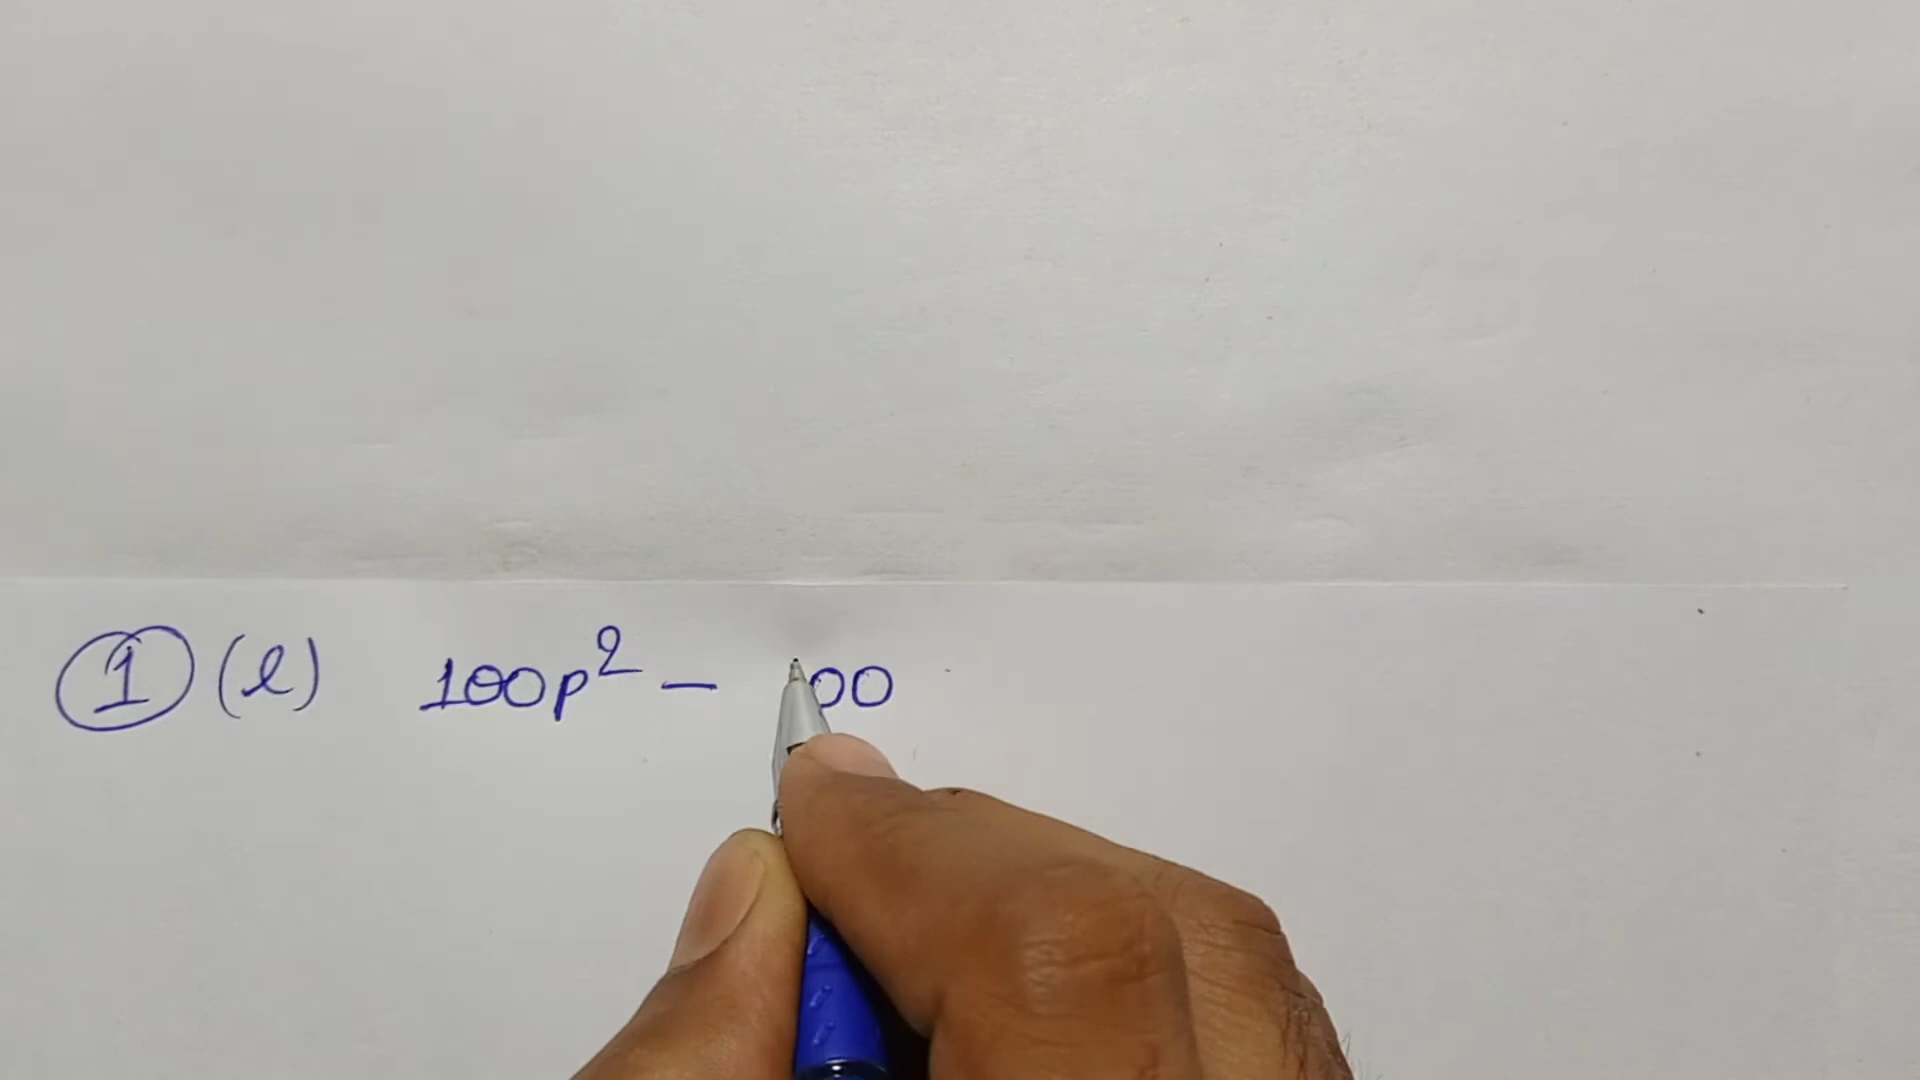 1 (l) 100p² – 00